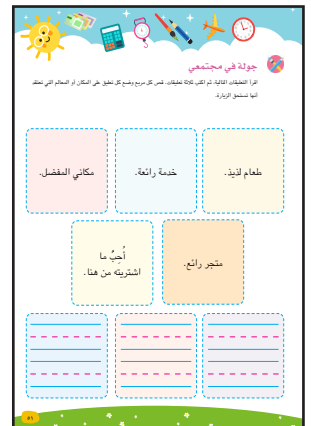 جولة في مجتمعي
اقرأ التعليقات التالية، ثم اكتب ثلاثة تعليقات. قص كل مربع وضع كل تعليق على المكان أو المعالم التي تعتقد
أنها تستحق الزيارة.
طعام لذيذ.
خدمة رائعة.
مكاني المفضل.
متجر رائع.
أُحِبُّ ما
اشتريته من هنا.
٥٦